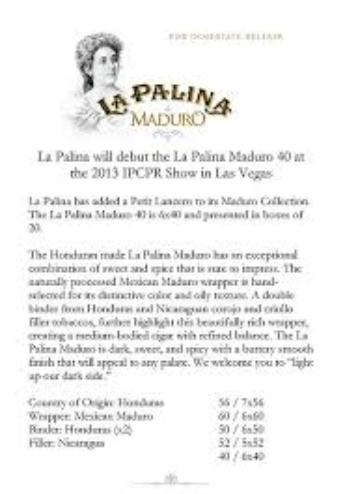 FOR IMMEDIATE RELEASE
LA PALINA
MADURO
La Palina will debut the La Palina Maduro 40 at
the 2013 IPCPR Show in Las Vegas
La Palina has added a Petit Lancero to its Maduro Collection.
The La Palina Maduro 40 is 6x40 and presented in boxes of
20.
The Honduran made La Palina Maduro has an exceptional
combination of sweet and spice that is sure to impress. The
naturally processed Mexican Maduro wrapper is hand-
selected for its distinctive color and oily texture. A double
binder from Honduras and Nicaraguan corojo and criollo
filler tobaccos, further highlight this beautifully rich wrapper,
creating a medium-bodied cigar with refined balance. The La
Palina Maduro is dark, sweet, and spicy with a buttery smooth
finish that will appeal to any palate. We welcome you to "light
up our dark side."
Country of Origin: Honduras 56 / 7x56
Wrapper: Mexican Maduro 60 / 6x60
Binder: Honduras (x2) 50 / 6x50
Filler: Nicaragua 52 / 5x52
40 / 6x40